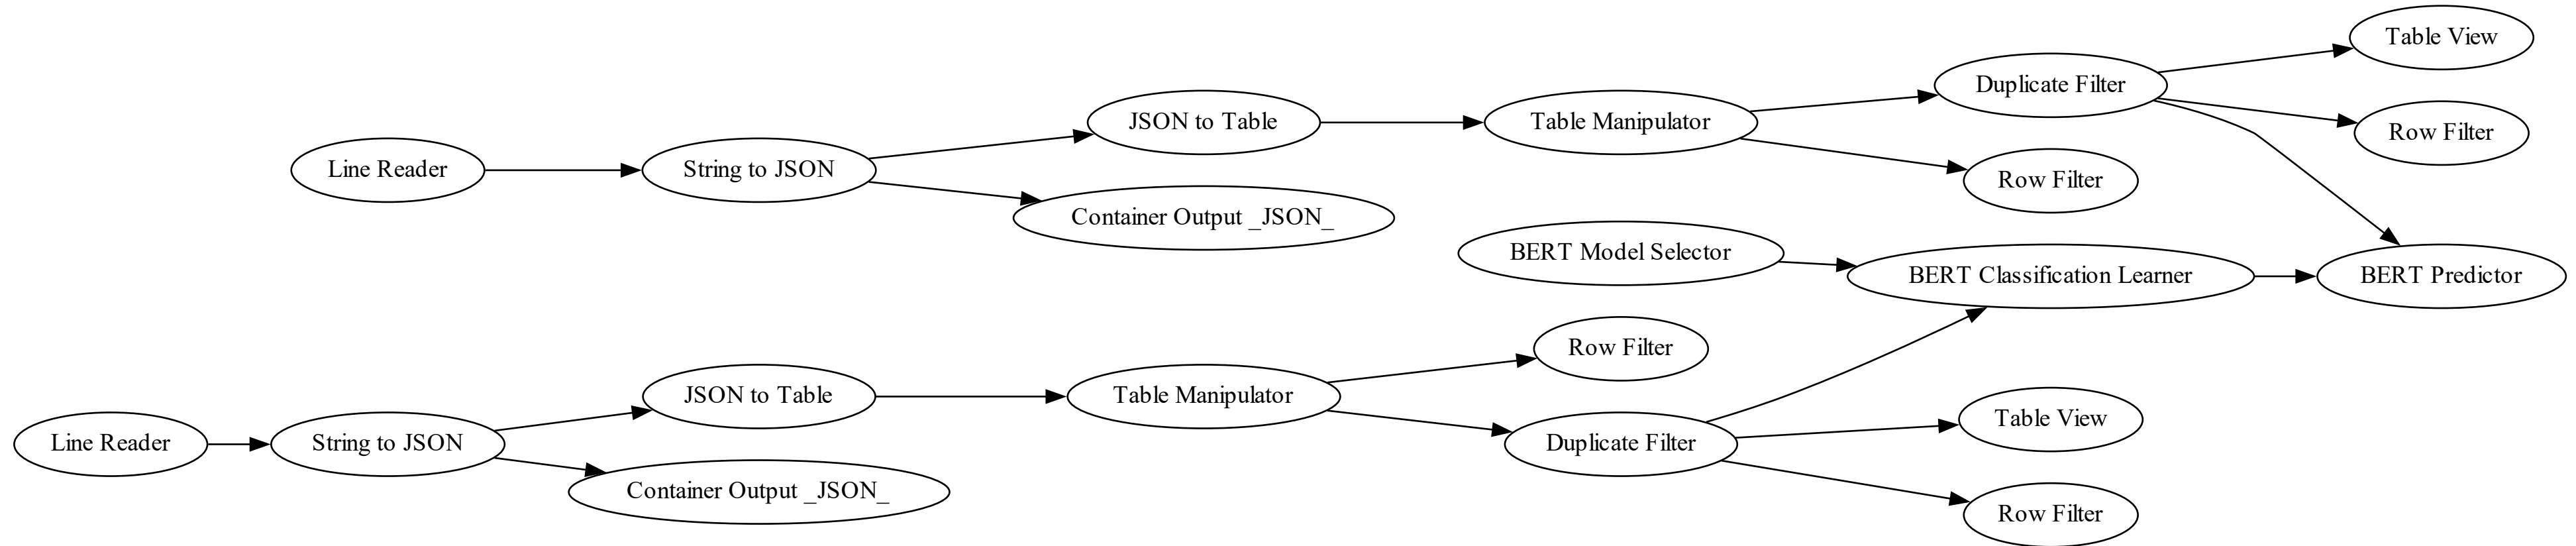 Table View
Duplicate Filter
JSON to Table
Table Manipulator
Row Filter
Line Reader
String to JSON
Row Filter
Container Output _JSON_
BERT Model Selector
BERT Classification Learner
BERT Predictor
Row Filter
JSON to Table
Table Manipulator
Table View
Line Reader
String to JSON
Duplicate Filter
Container Output _JSON_
Row Filter